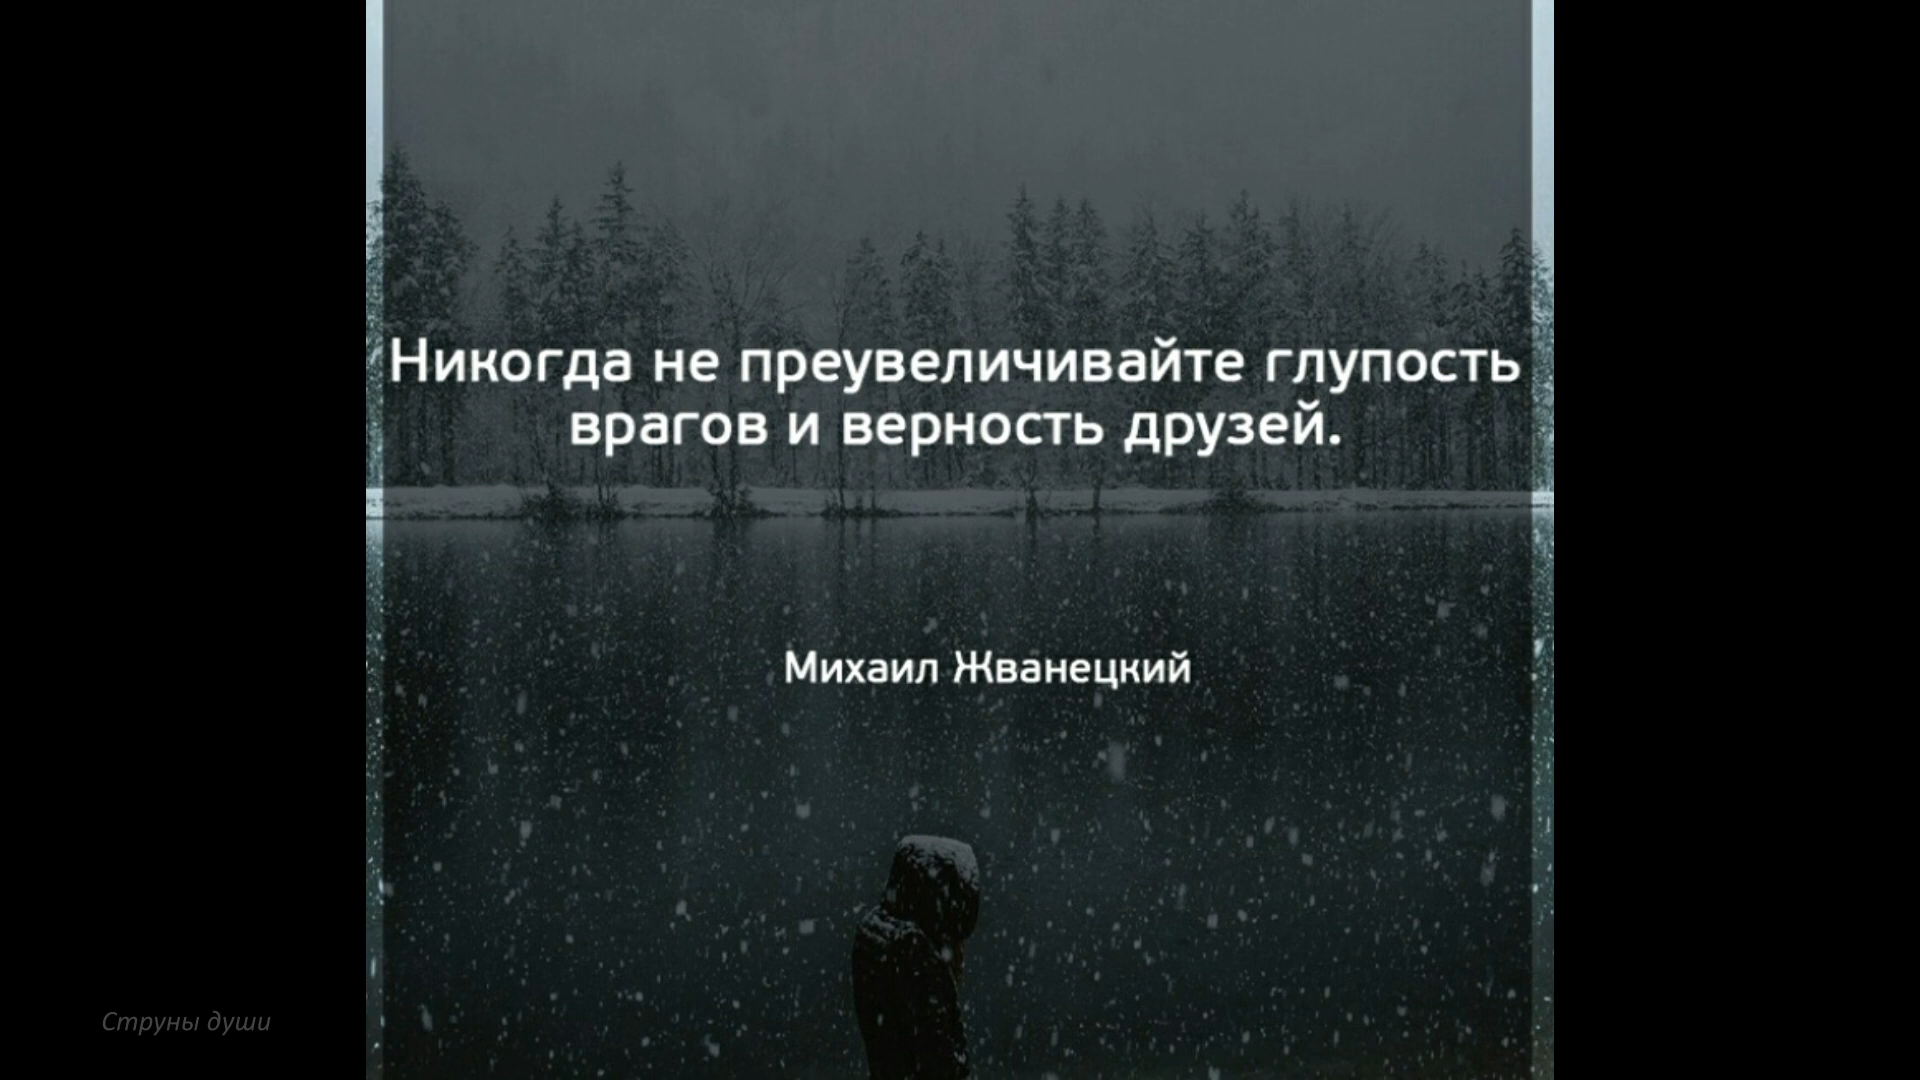 Никогда не преувеличивайте глупость
врагов и верность друзей.
Михаил Жванецкий
Струны души